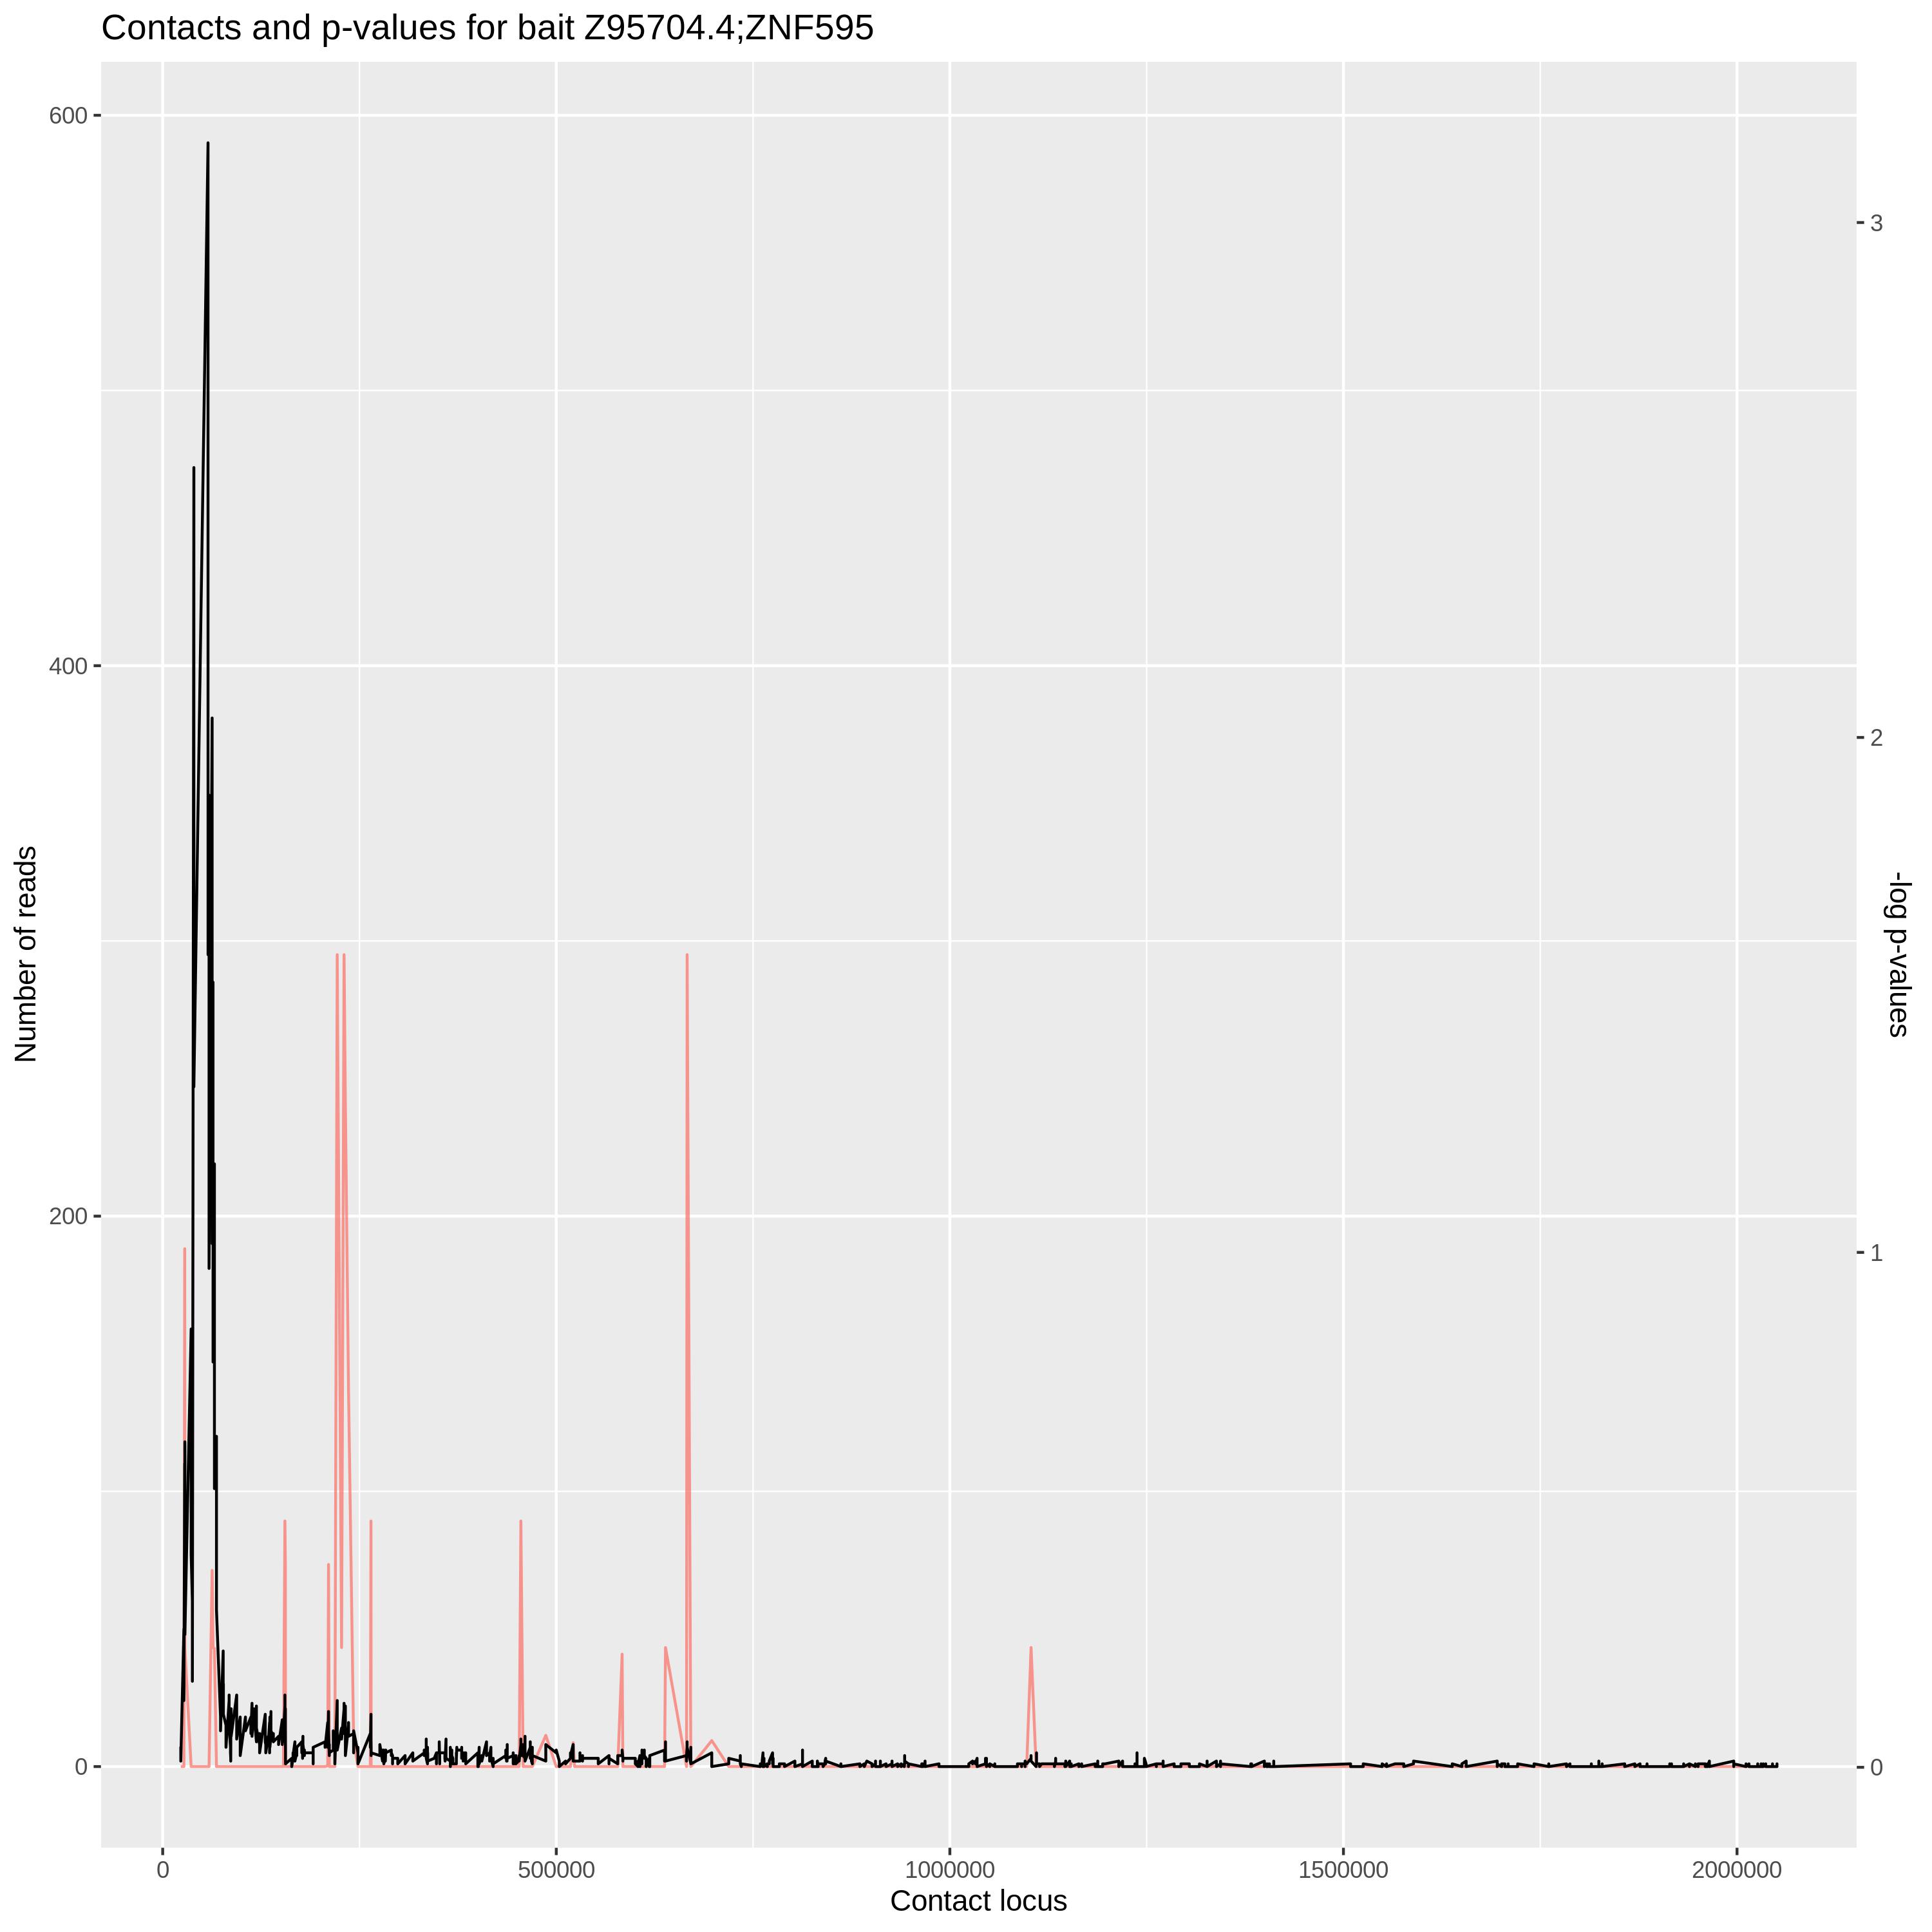 Contacts and p-values for bait Z95704.4;ZNF595
600
400
200
0
Number of reads
3
2
1
0
-log p-values
0 500000 1000000 1500000 2000000
Contact locus